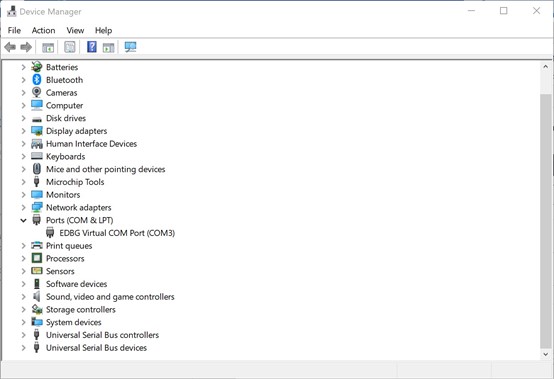 Device Manager
File Action View Help
Batteries
Bluetooth
Cameras
Computer
Disk drives
Display adapters
Human Interface Devices
Keyboards
Mice and other pointing devices
Microchip Tools
Monitors
Network adapters
Ports (COM & LPT)
EDBG Virtual COM Port (COM3)
Print queues
Processors
Sensors
Software devices
Sound, video and game controllers
Storage controllers
System devices
Universal Serial Bus controllers
Universal Serial Bus devices